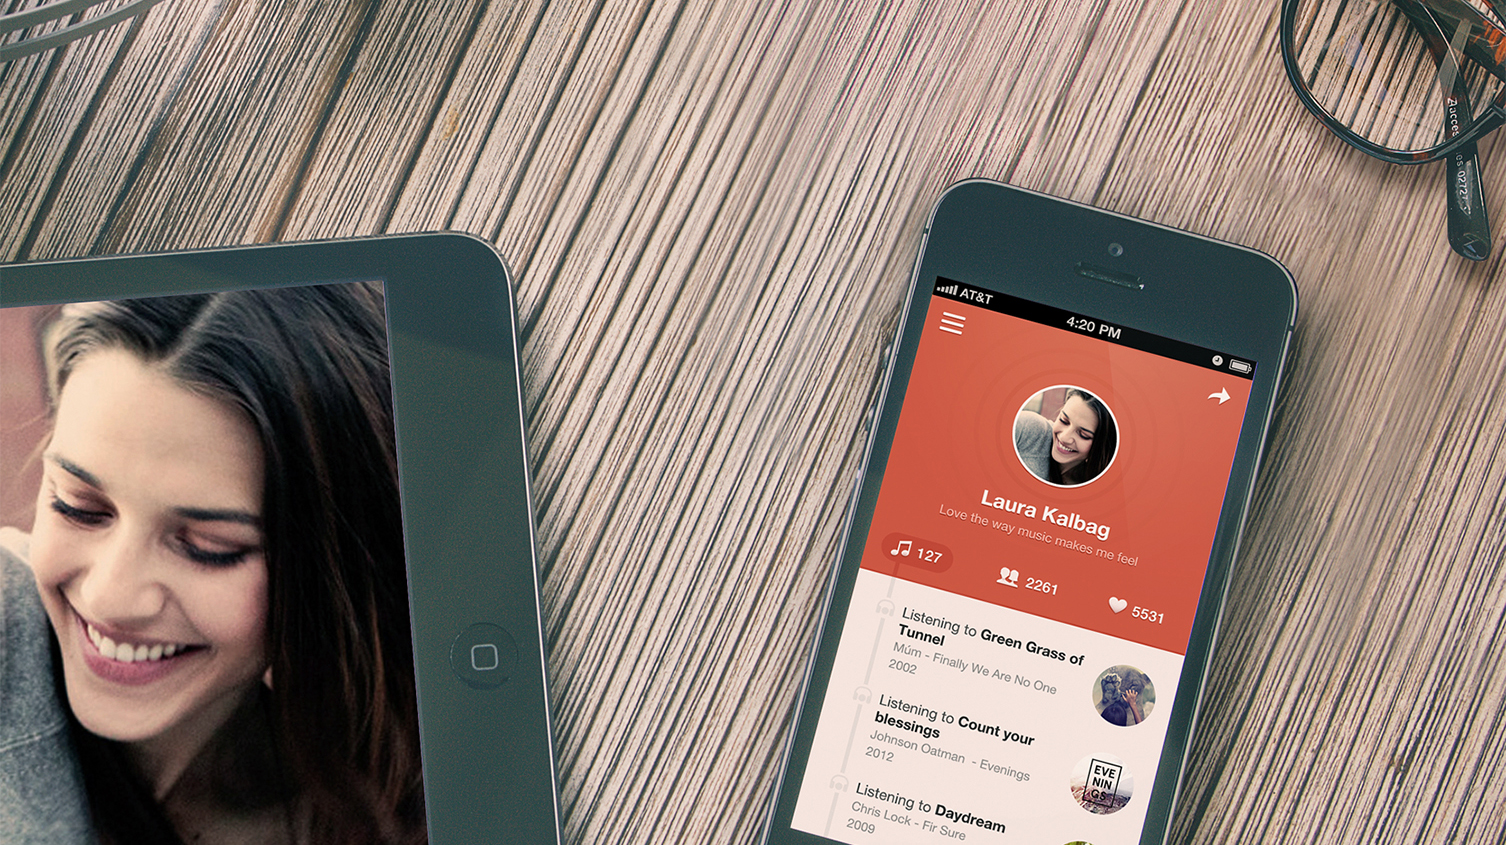 AT&T
4:20 PM
Laura Kalbag
Love the way music makes me feel
127
2261
5531
Listening to Green Grass of
Tunnel
Múm - Finally We Are No One
2002
Listening to Count your
blessings
Johnson Oatman - Evenings
2012
EVE
NIN
GS
Listening to Daydream
Chris Lock - Fir Sure
2009